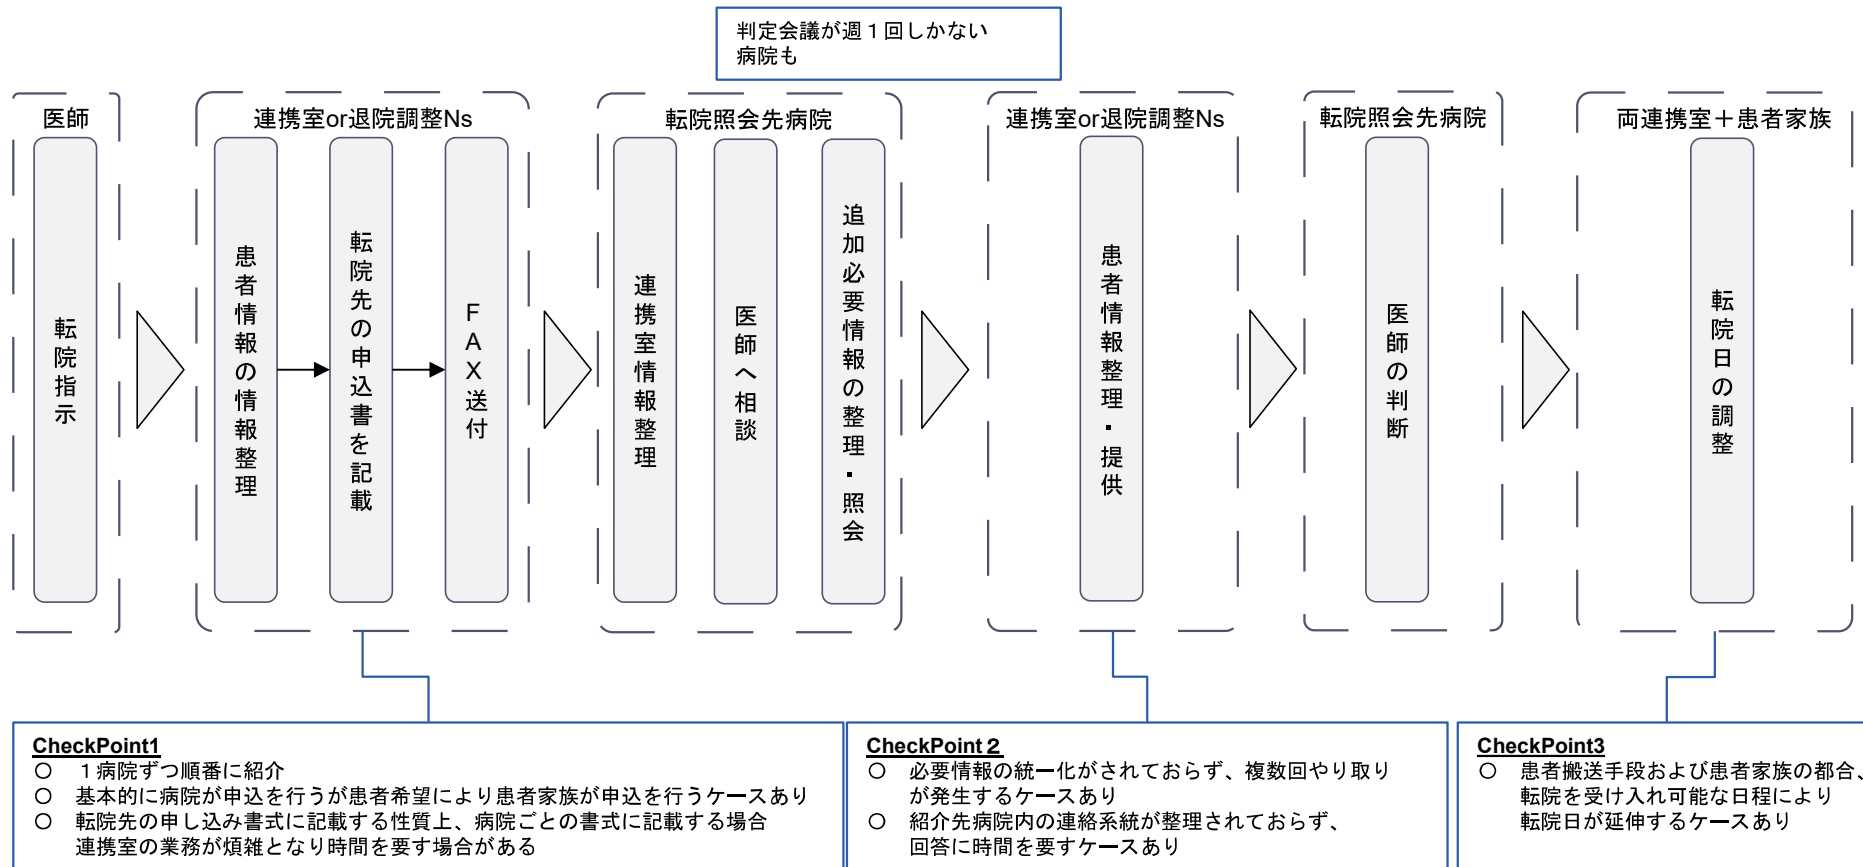 判定会議が週１回しかない
病院も
医師
転院指示
連携室or退院調整Ns
患者情報の情報整理
転院先の申込書を記載
ＦＡＸ送付
転院照会先病院
連携室情報整理
医師へ相談
追加必要情報の整理・照会
連携室or退院調整Ns
患者情報整理・提供
転院照会先病院
医師の判断
両連携室＋患者家族
転院日の調整
CheckPoint1
○ １病院ずつ順番に紹介
○ 基本的に病院が申込を行うが患者希望により患者家族が申込を行うケースあり
○ 転院先の申し込み書式に記載する性質上、病院ごとの書式に記載する場合
連携室の業務が煩雑となり時間を要す場合がある
CheckPoint２
○ 必要情報の統一化がされておらず、複数回やり取り
が発生するケースあり
○ 紹介先病院内の連絡系統が整理されておらず、
回答に時間を要すケースあり
CheckPoint3
○ 患者搬送手段および患者家族の都合、
転院を受け入れ可能な日程により
転院日が延伸するケースあり